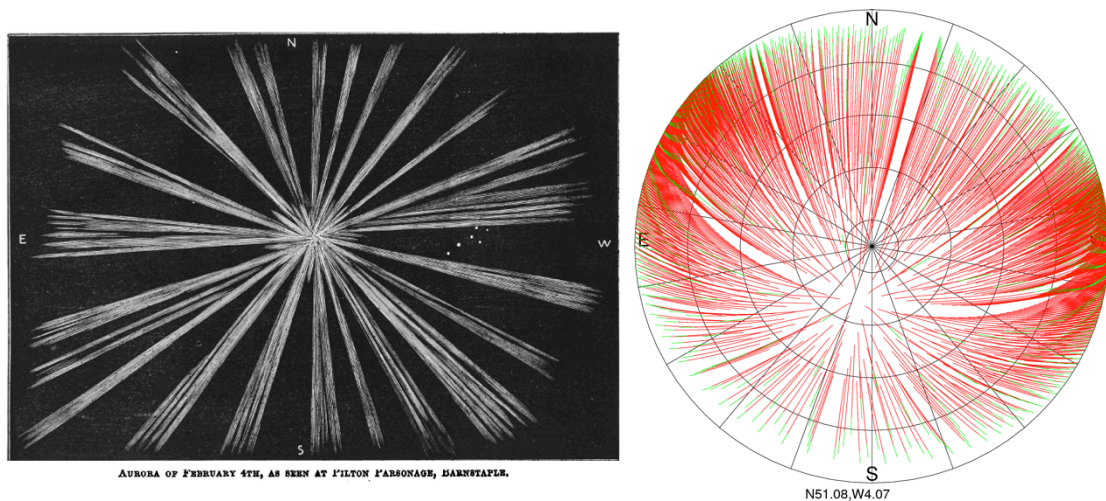 N
E
W
S
AURORA OF FEBRUARY 4TH, AS SEEN AT PILTON PARSONAGE, BARNSTAPLE.
N
E
S
N51.08,W4.07